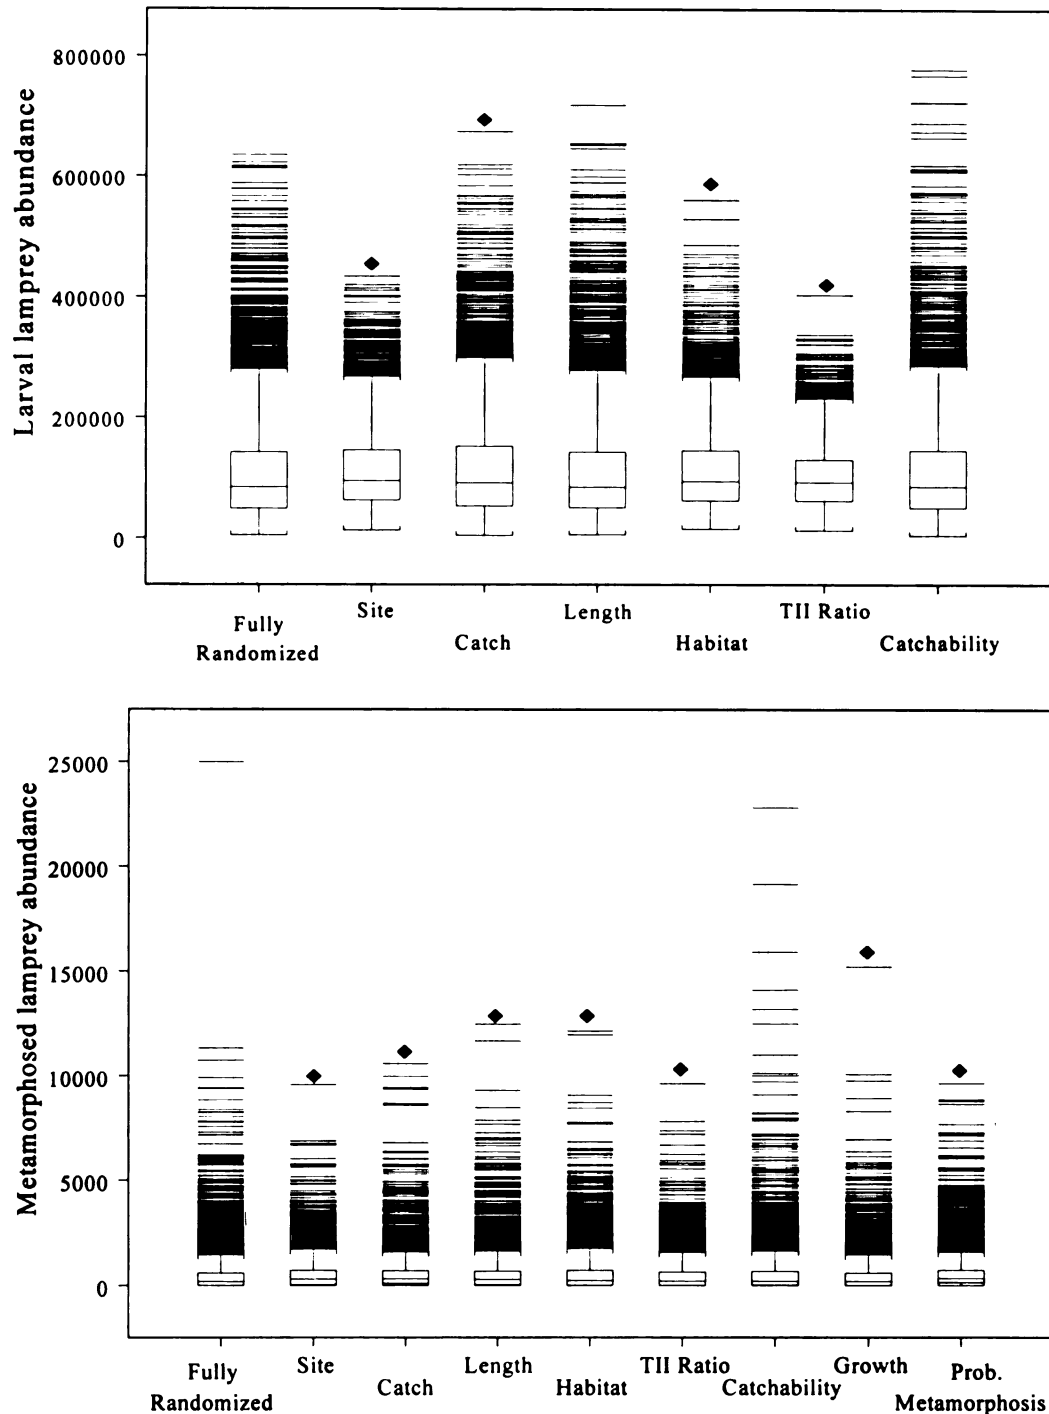 Larval lamprey abundance
800000
600000
400000
200000
0
Fully
Randomized
Site
Catch
Length
Habitat
TII Ratio
Catchability
Metamorphosed lamprey abundance
25000
20000
15000
10000
5000
0
Fully
Randomized
Site
Catch
Length
Habitat
TII Ratio
Catchability
Growth
Prob.
Metamorphosis